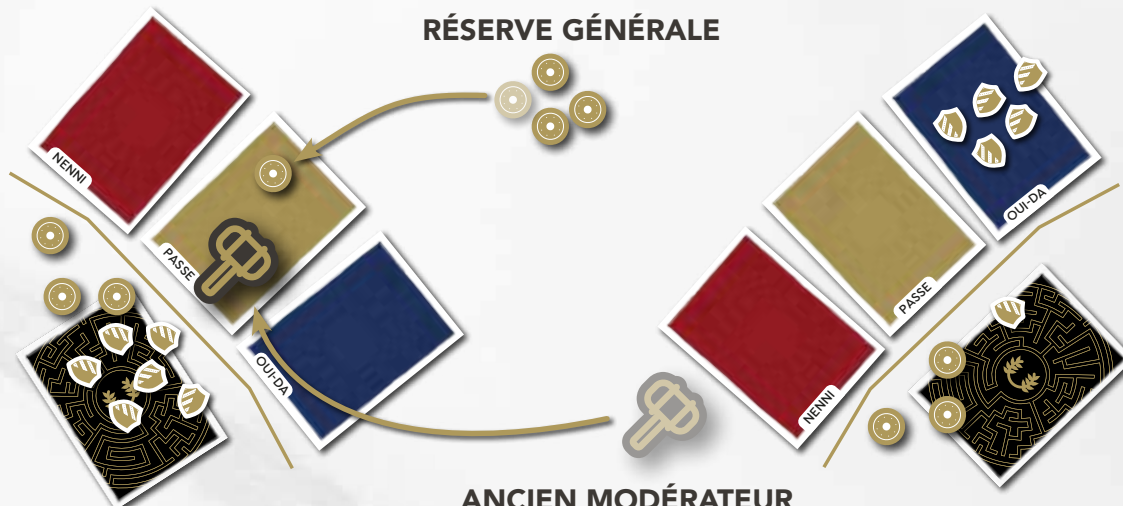 RÉSERVE GÉNÉRALE
NENNI
PASSE
OUI-DA
OUI-DA
PASSE
NENNI
ANCIEN MODÉRATEUR